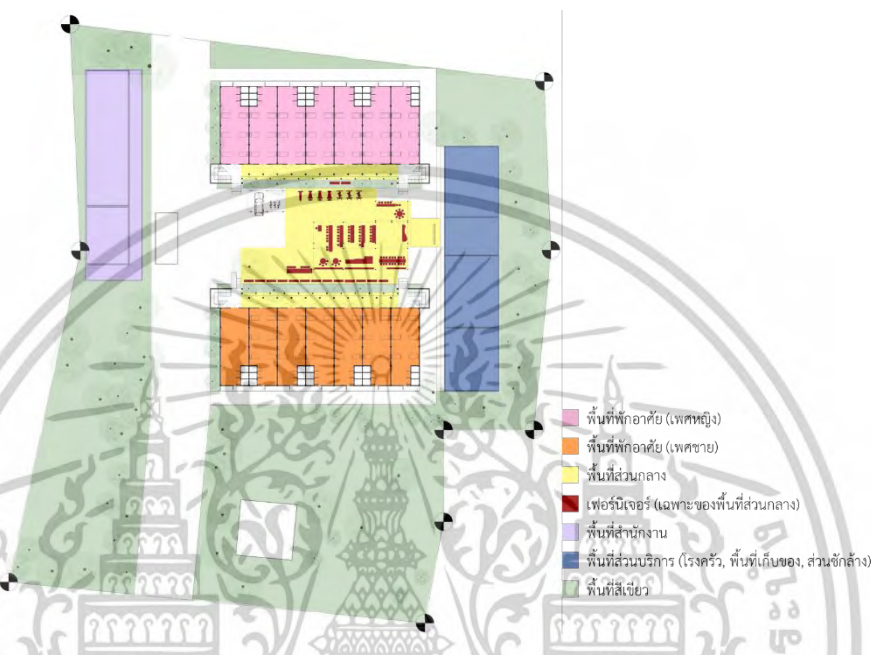 พื้นที่พักอาศัย (เพศหญิง)
พื้นที่พักอาศัย (เพศชาย)
พื้นที่ส่วนกลาง
เฟอร์นิเจอร์ (เฉพาะของพื้นที่ส่วนกลาง)
พื้นที่สำนักงาน
พื้นที่ส่วนบริการ (โรงครัว, พื้นที่เก็บของ, ส่วนซักล้าง)
พื้นที่สีเขียว